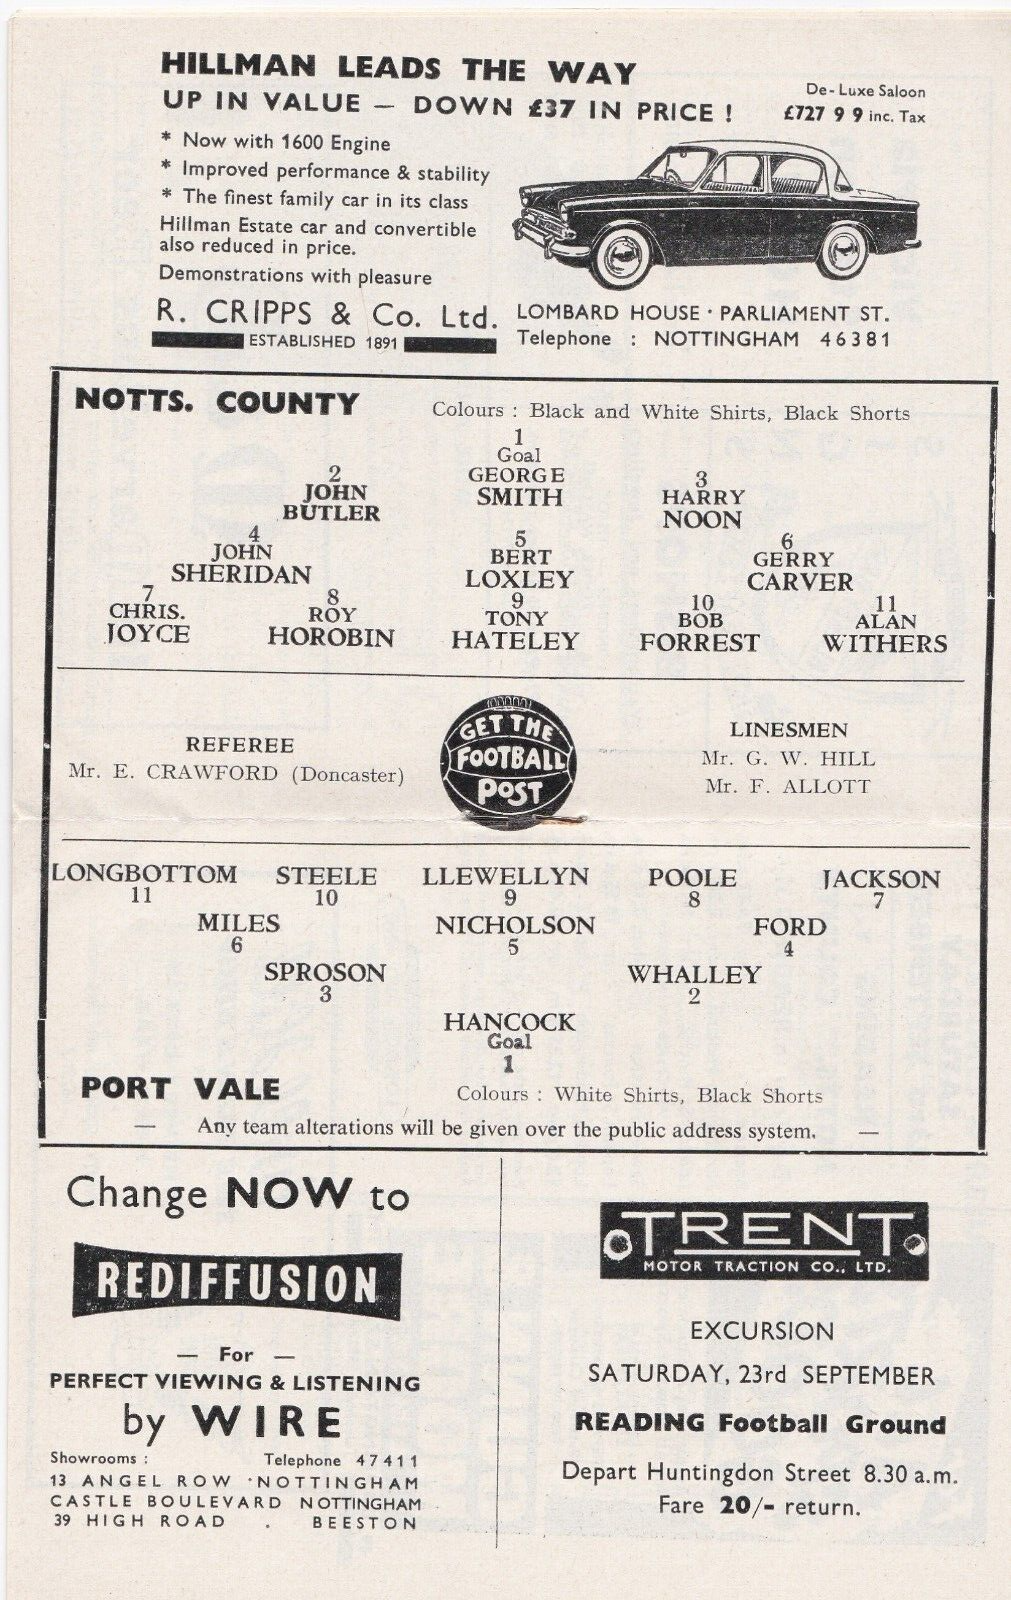 HILLMAN LEADS THE WAY
UP IN VALUE — DOWN £37 IN PRICE !
De-Luxe Saloon
£727 9 9 inc. Tax
* Now with 1600 Engine
* Improved performance & stability
* The finest family car in its class
Hillman Estate car and convertible
also reduced in price.
Demonstrations with pleasure
R. CRIPPS & Co. Ltd.
ESTABLISHED 1891
LOMBARD HOUSE · PARLIAMENT ST.
Telephone : NOTTINGHAM 46381
NOTTS. COUNTY
Colours : Black and White Shirts, Black Shorts
1
Goal
GEORGE
SMITH
2
JOHN
BUTLER
3
HARRY
NOON
4
JOHN
SHERIDAN
5
BERT
LOXLEY
6
GERRY
CARVER
7
CHRIS.
JOYCE
8
ROY
HOROBIN
9
TONY
HATELEY
10
BOB
FORREST
11
ALAN
WITHERS
REFEREE
Mr. E. CRAWFORD (Doncaster)
GET THE
FOOTBALL
POST
LINESMEN
Mr. G. W. HILL
Mr. F. ALLOTT
LONGBOTTOM STEELE LLEWELLYN POOLE JACKSON
11 10 9 8 7
MILES NICHOLSON FORD
6 5 4
SPROSON WHALLEY
3 2
HANCOCK
Goal
1
PORT VALE
Colours : White Shirts, Black Shorts
— Any team alterations will be given over the public address system. —
Change NOW to
REDIFFUSION
— For —
PERFECT VIEWING & LISTENING
by WIRE
Showrooms : Telephone 47411
13 ANGEL ROW · NOTTINGHAM
CASTLE BOULEVARD NOTTINGHAM
39 HIGH ROAD . BEESTON
TRENT
MOTOR TRACTION CO., LTD.
EXCURSION
SATURDAY, 23rd SEPTEMBER
READING Football Ground
Depart Huntingdon Street 8.30 a.m.
Fare 20/- return.